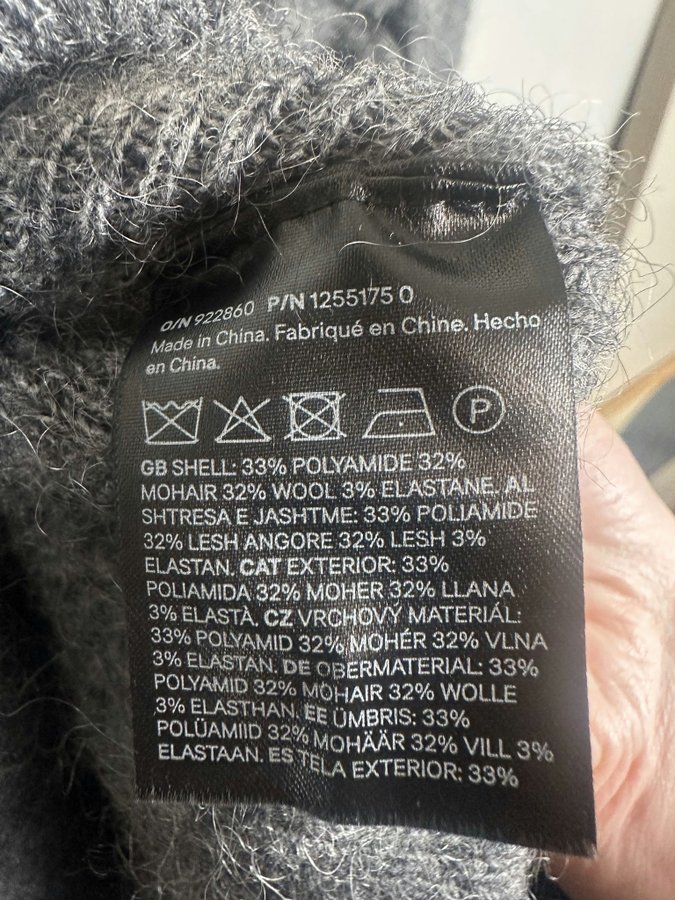 O/N 922860 P/N 1255175 0
Made in China. Fabriqué en Chine. Hecho
en China.
P
GB SHELL: 33% POLYAMIDE 32%
MOHAIR 32% WOOL 3% ELASTANE. AL
SHTRESA E JASHTME: 33% POLIAMIDE
32% LESH ANGORE 32% LESH 3%
ELASTAN. CAT EXTERIOR: 33%
POLIAMIDA 32% MOHER 32% LLANA
3% ELASTÀ. CZ VRCHOVÝ MATERIÁL:
33% POLYAMID 32% MOHÉR 32% VLNA
3% ELASTAN. DE OBERMATERIAL: 33%
POLYAMID 32% MOHAIR 32% WOLLE
3% ELASTHAN. EE ÜMBRIS: 33%
POLÜAMIID 32% MOHÄÄR 32% VILL 3%
ELASTAAN. ES TELA EXTERIOR: 33%